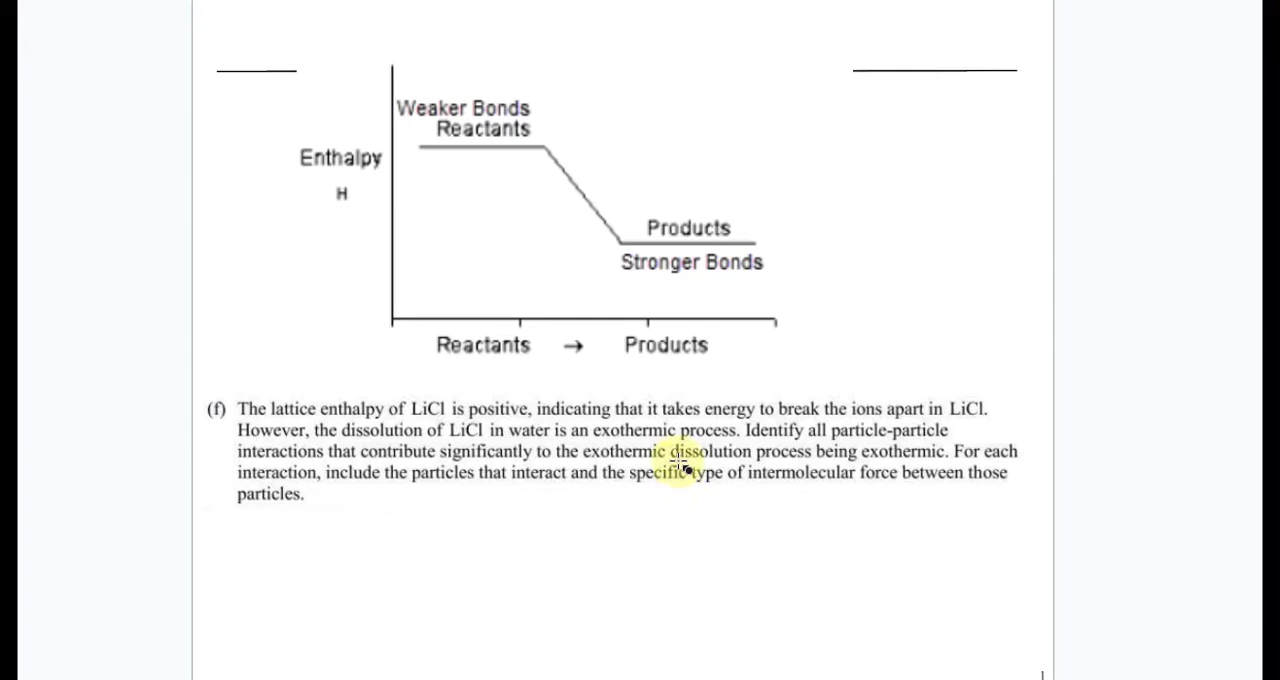 Weaker Bonds
Reactants
Enthalpy
H
Products
Stronger Bonds
Reactants → Products
(f) The lattice enthalpy of LiCl is positive, indicating that it takes energy to break the ions apart in LiCl.
However, the dissolution of LiCl in water is an exothermic process. Identify all particle-particle
interactions that contribute significantly to the exothermic dissolution process being exothermic. For each
interaction, include the particles that interact and the specific type of intermolecular force between those
particles.